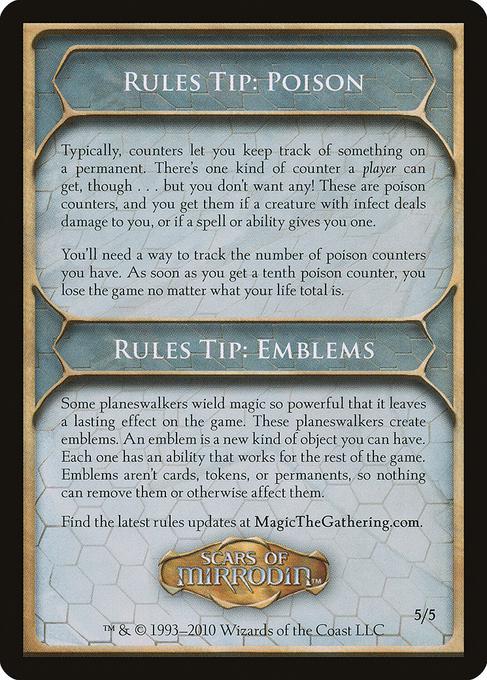 RULES TIP: POISON
Typically, counters let you keep track of something on
a permanent. There's one kind of counter a player can
get, though . . . but you don't want any! These are poison
counters, and you get them if a creature with infect deals
damage to you, or if a spell or ability gives you one.
You'll need a way to track the number of poison counters
you have. As soon as you get a tenth poison counter, you
lose the game no matter what your life total is.
RULES TIP: EMBLEMS
Some planeswalkers wield magic so powerful that it leaves
a lasting effect on the game. These planeswalkers create
emblems. An emblem is a new kind of object you can have.
Each one has an ability that works for the rest of the game.
Emblems aren't cards, tokens, or permanents, so nothing
can remove them or otherwise affect them.
Find the latest rules updates at MagicTheGathering.com.
SCARS OF
MIRRODIN™
5/5
™ & © 1993–2010 Wizards of the Coast LLC